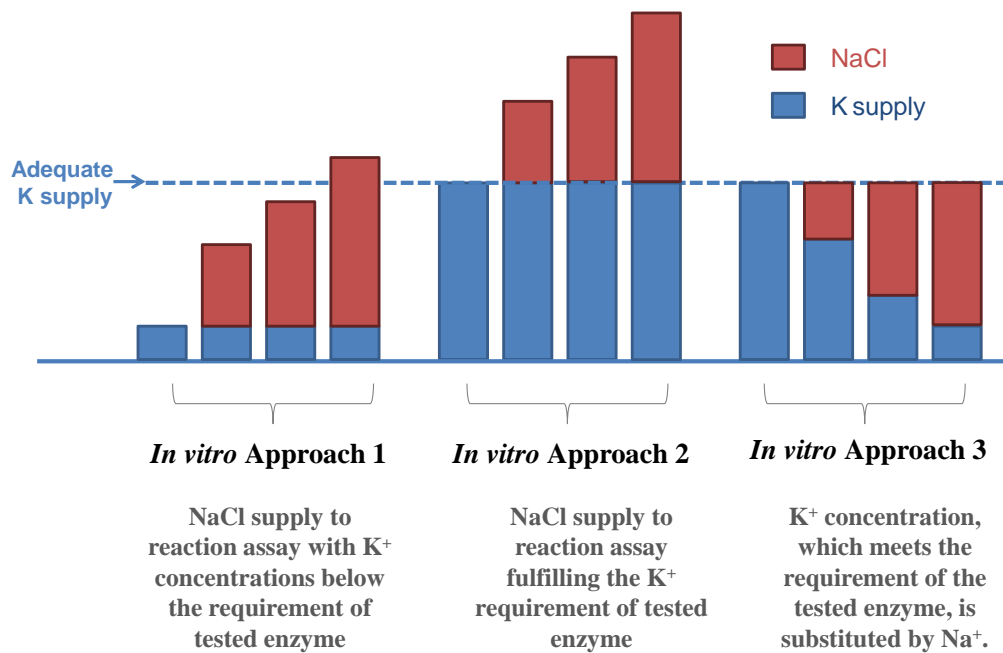 NaCl
K supply
Adequate
K supply
In vitro Approach 1
NaCl supply to
reaction assay with K⁺
concentrations below
the requirement of
tested enzyme
In vitro Approach 2
NaCl supply to
reaction assay
fulfilling the K⁺
requirement of tested
enzyme
In vitro Approach 3
K⁺ concentration,
which meets the
requirement of the
tested enzyme, is
substituted by Na⁺.